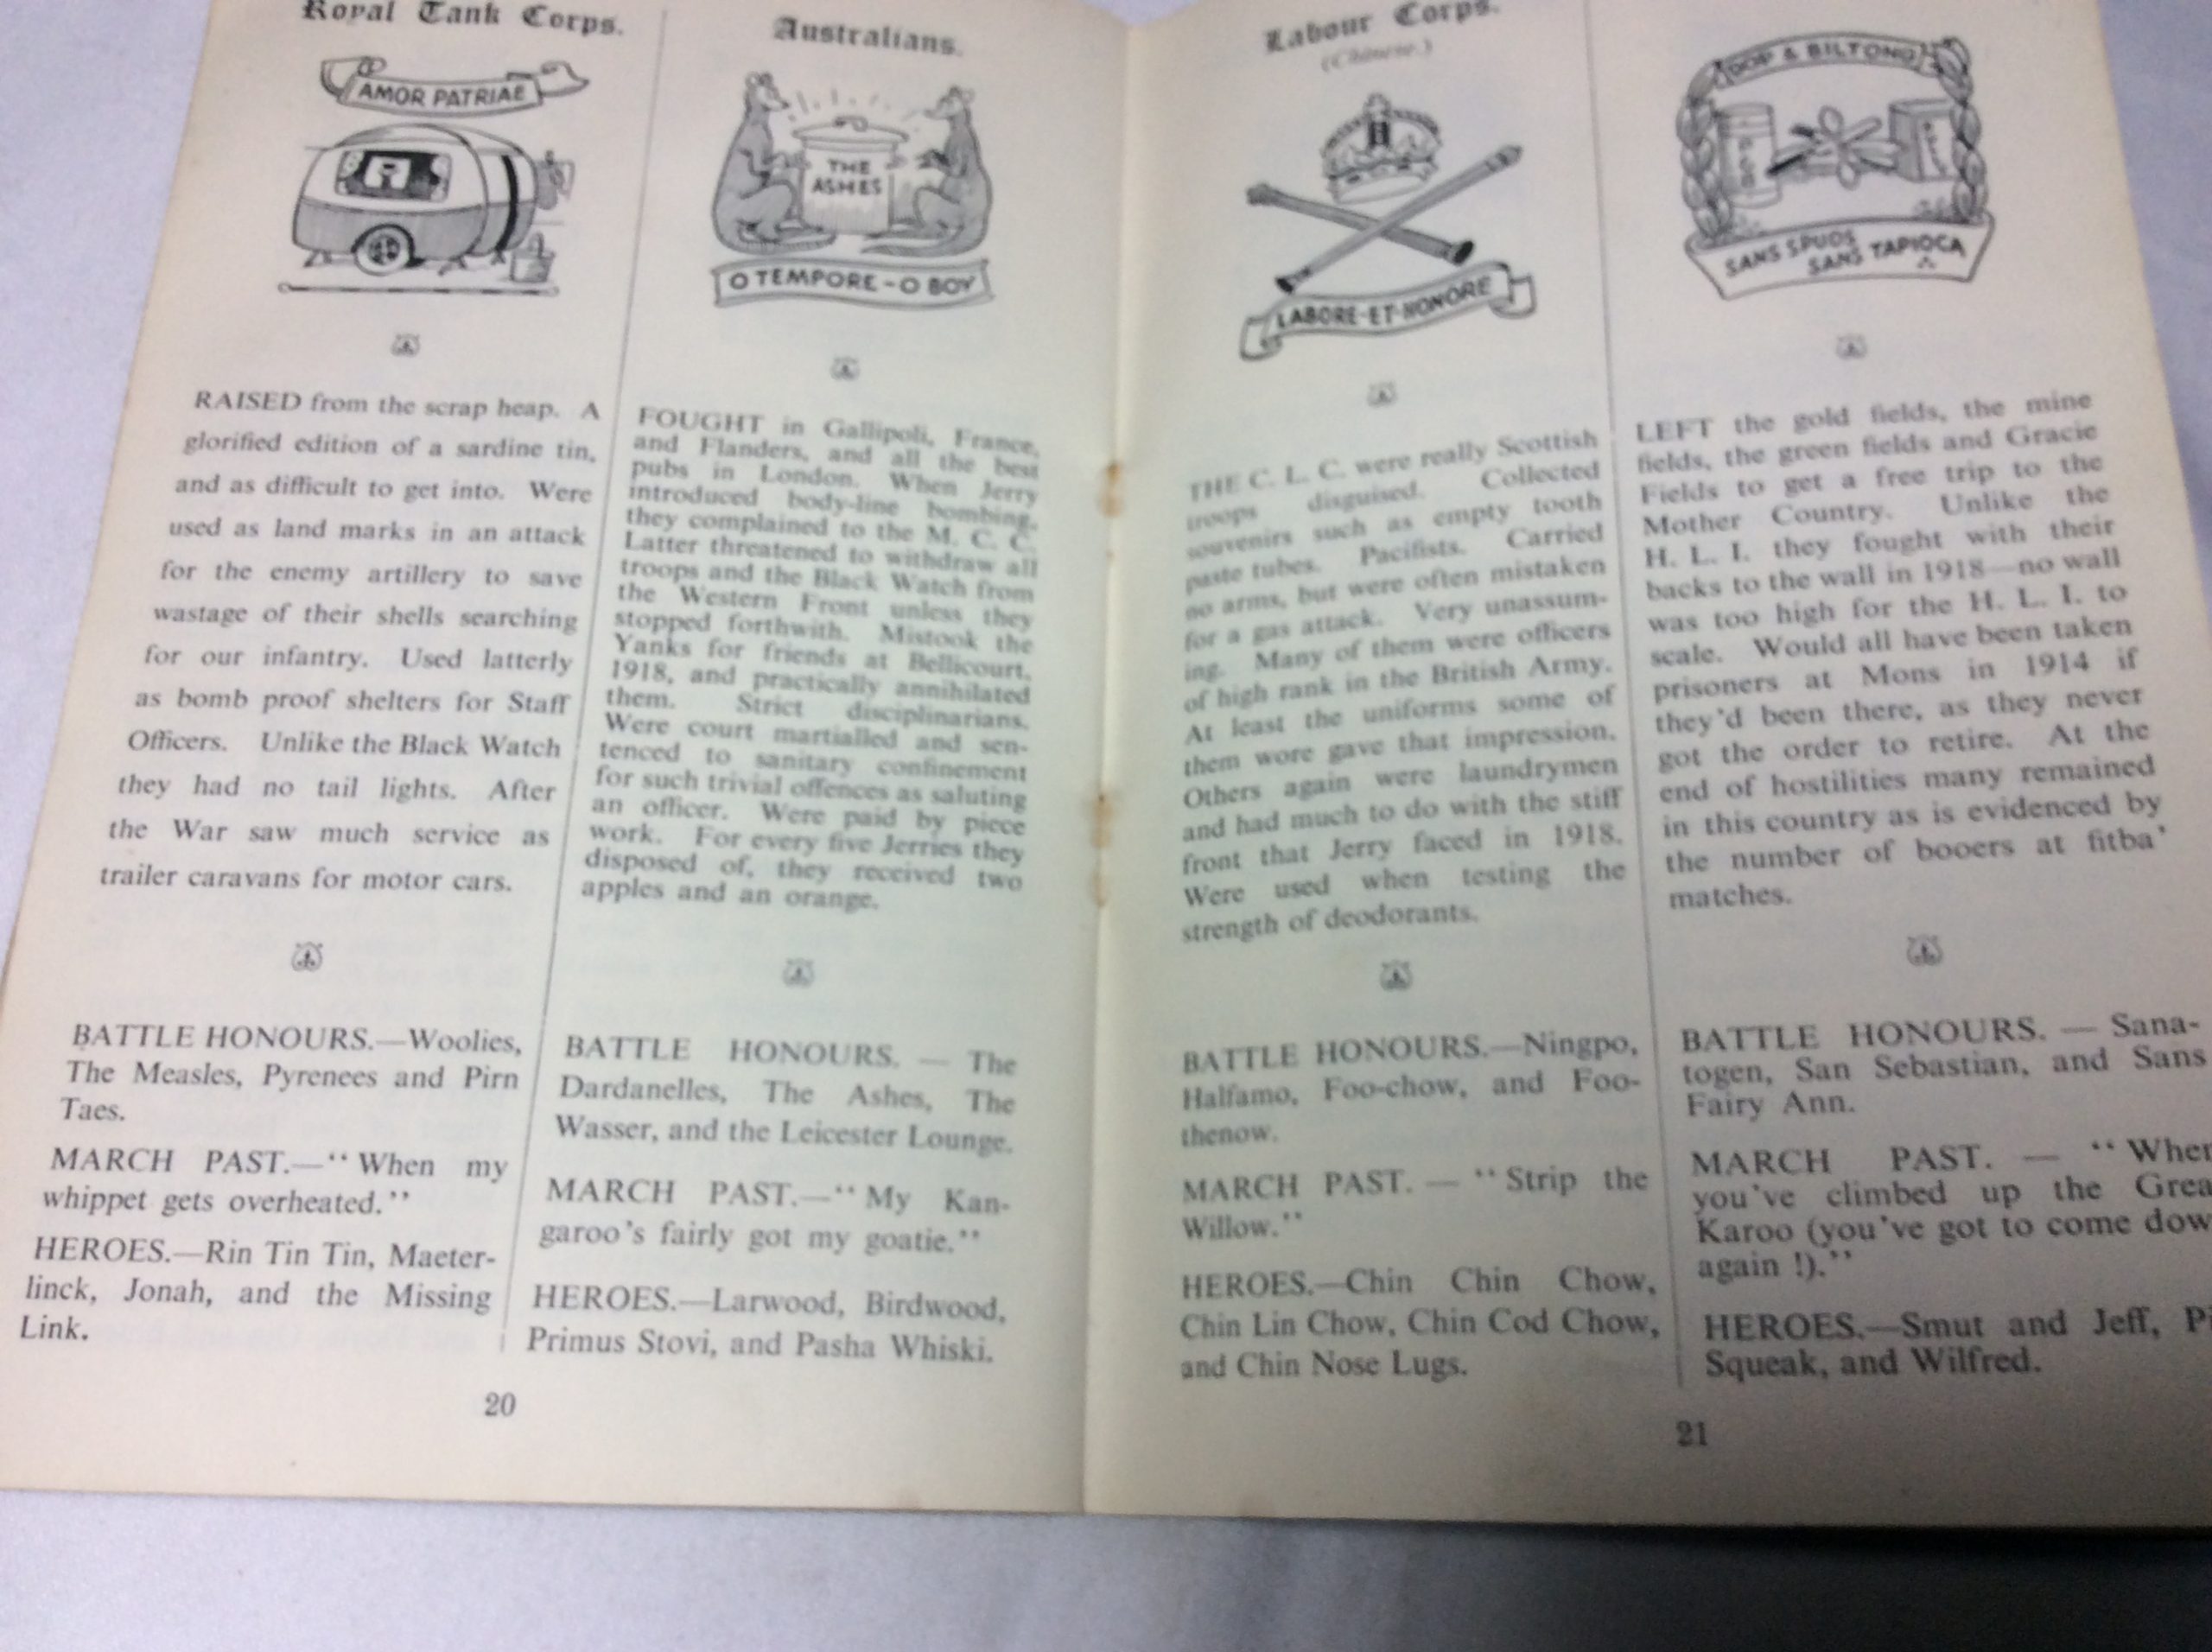 Royal Tank Corps.
AMOR PATRIAE
RAISED from the scrap heap. A
glorified edition of a sardine tin,
and as difficult to get into. Were
used as land marks in an attack
for the enemy artillery to save
wastage of their shells searching
for our infantry. Used latterly
as bomb proof shelters for Staff
Officers. Unlike the Black Watch
they had no tail lights. After
the War saw much service as
trailer caravans for motor cars.
BATTLE HONOURS.—Woolies,
The Measles, Pyrenees and Pirn
Taes.
MARCH PAST.—“When my
whippet gets overheated.”
HEROES.—Rin Tin Tin, Maeter-
linck, Jonah, and the Missing
Link.
Australians.
THE
ASHES
O TEMPORE-O BOY
FOUGHT in Gallipoli, France,
and Flanders, and all the best
pubs in London. When Jerry
introduced body-line bombing,
they complained to the M. C. C.
Latter threatened to withdraw all
troops and the Black Watch from
the Western Front unless they
stopped forthwith. Mistook the
Yanks for friends at Bellicourt,
1918, and practically annihilated
them. Strict disciplinarians.
Were court martialled and sen-
tenced to sanitary confinement
for such trivial offences as saluting
an officer. Were paid by piece
work. For every five Jerries they
disposed of, they received two
apples and an orange.
BATTLE HONOURS. — The
Dardanelles, The Ashes, The
Wasser, and the Leicester Lounge.
MARCH PAST.—“My Kan-
garoo's fairly got my goatie.”
HEROES.—Larwood, Birdwood,
Primus Stovi, and Pasha Whiski.
20
Labour Corps.
(Chinese.)
LABORE-ET-HONORE
THE C. L. C. were really Scottish
troops disguised. Collected
souvenirs such as empty tooth
paste tubes. Pacifists. Carried
no arms, but were often mistaken
for a gas attack. Very unassum-
ing. Many of them were officers
of high rank in the British Army.
At least the uniforms some of
them wore gave that impression.
Others again were laundrymen
and had much to do with the stiff
front that Jerry faced in 1918.
Were used when testing the
strength of deodorants.
BATTLE HONOURS.—Ningpo,
Halfamo, Foo-chow, and Foo-
thenow.
MARCH PAST. — “Strip the
Willow.”
HEROES.—Chin Chin Chow,
Chin Lin Chow, Chin Cod Chow,
and Chin Nose Lugs.
DOP & BILTONG
SANS SPUDS
SANS TAPIOCA
LEFT the gold fields, the mine
fields, the green fields and Gracie
Fields to get a free trip to the
Mother Country. Unlike the
H. L. I. they fought with their
backs to the wall in 1918—no wall
was too high for the H. L. I. to
scale. Would all have been taken
prisoners at Mons in 1914 if
they'd been there, as they never
got the order to retire. At the
end of hostilities many remained
in this country as is evidenced by
the number of booers at fitba'
matches.
BATTLE HONOURS. — Sana-
togen, San Sebastian, and Sans
Fairy Ann.
MARCH PAST. — “When
you've climbed up the Grea
Karoo (you've got to come dow
again !).”
HEROES.—Smut and Jeff, Pi
Squeak, and Wilfred.
21